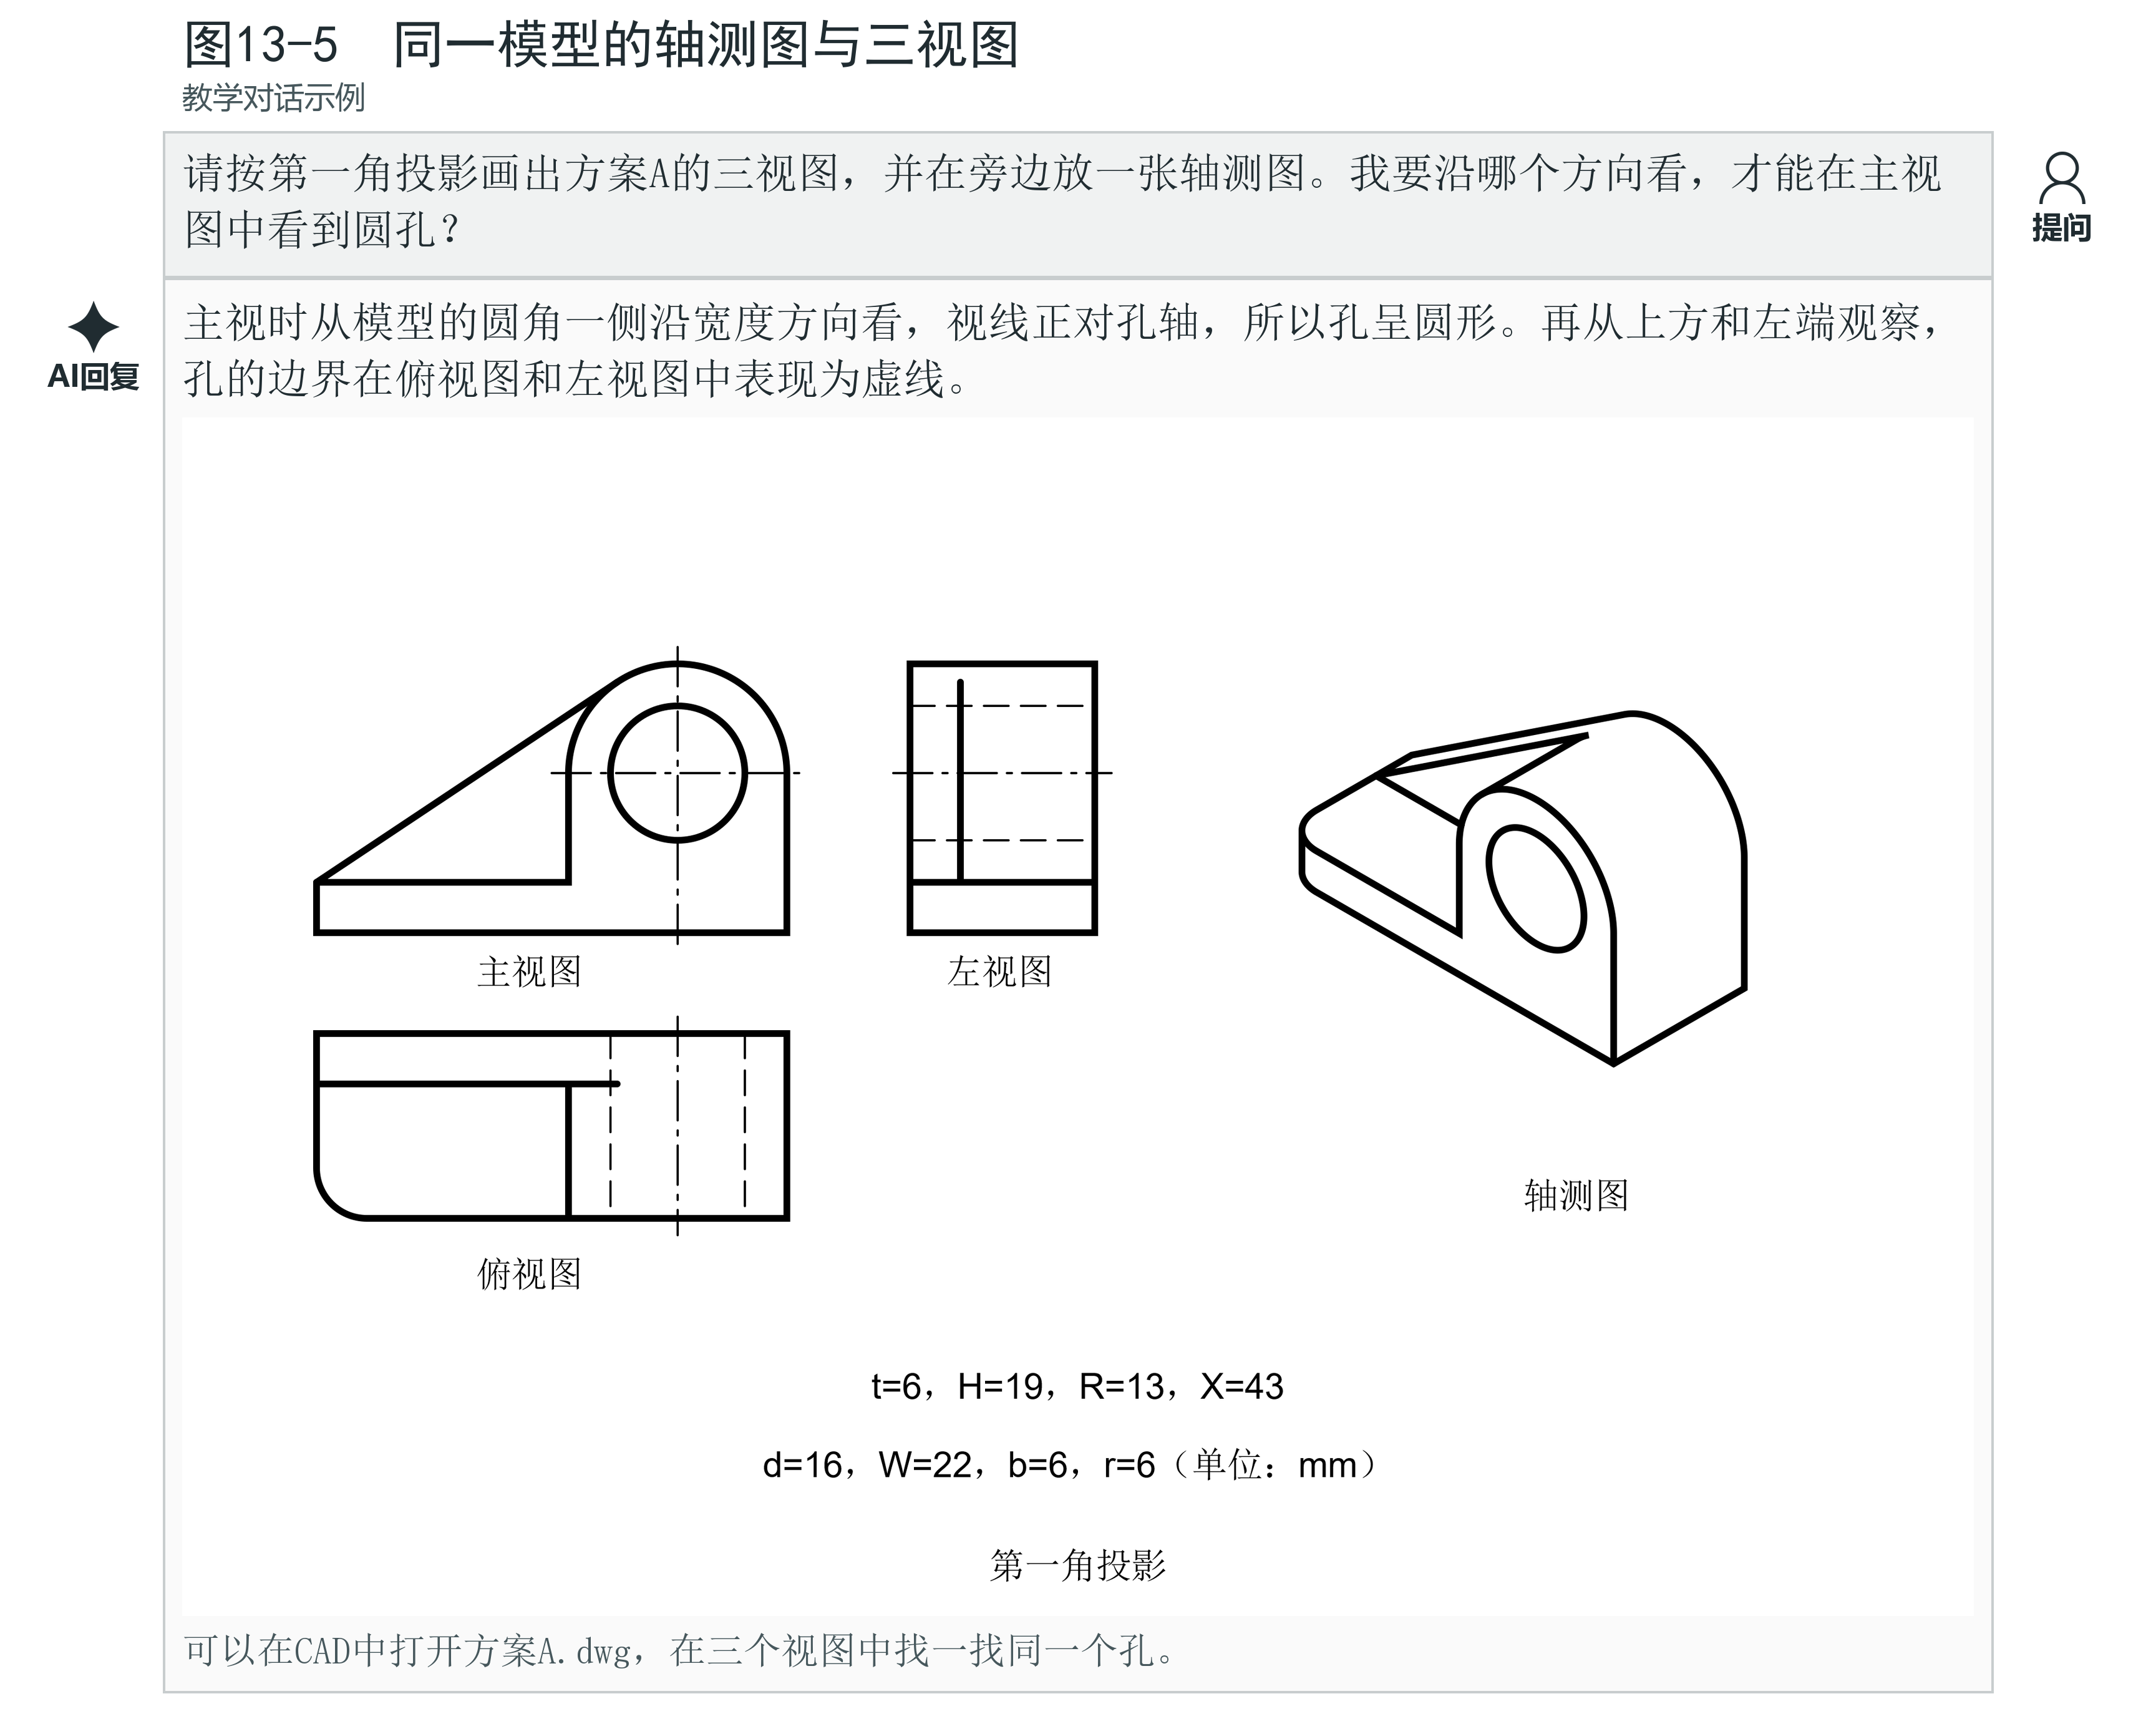 图13-5 同一模型的轴测图与三视图
教学对话示例
请按第一角投影画出方案A的三视图，并在旁边放一张轴测图。我要沿哪个方向看，才能在主视
图中看到圆孔？
提问
主视时从模型的圆角一侧沿宽度方向看，视线正对孔轴，所以孔呈圆形。再从上方和左端观察，
孔的边界在俯视图和左视图中表现为虚线。
AI回复
主视图
左视图
轴测图
俯视图
t=6，H=19，R=13，X=43
d=16，W=22，b=6，r=6（单位：mm）
第一角投影
可以在CAD中打开方案A.dwg，在三个视图中找一找同一个孔。